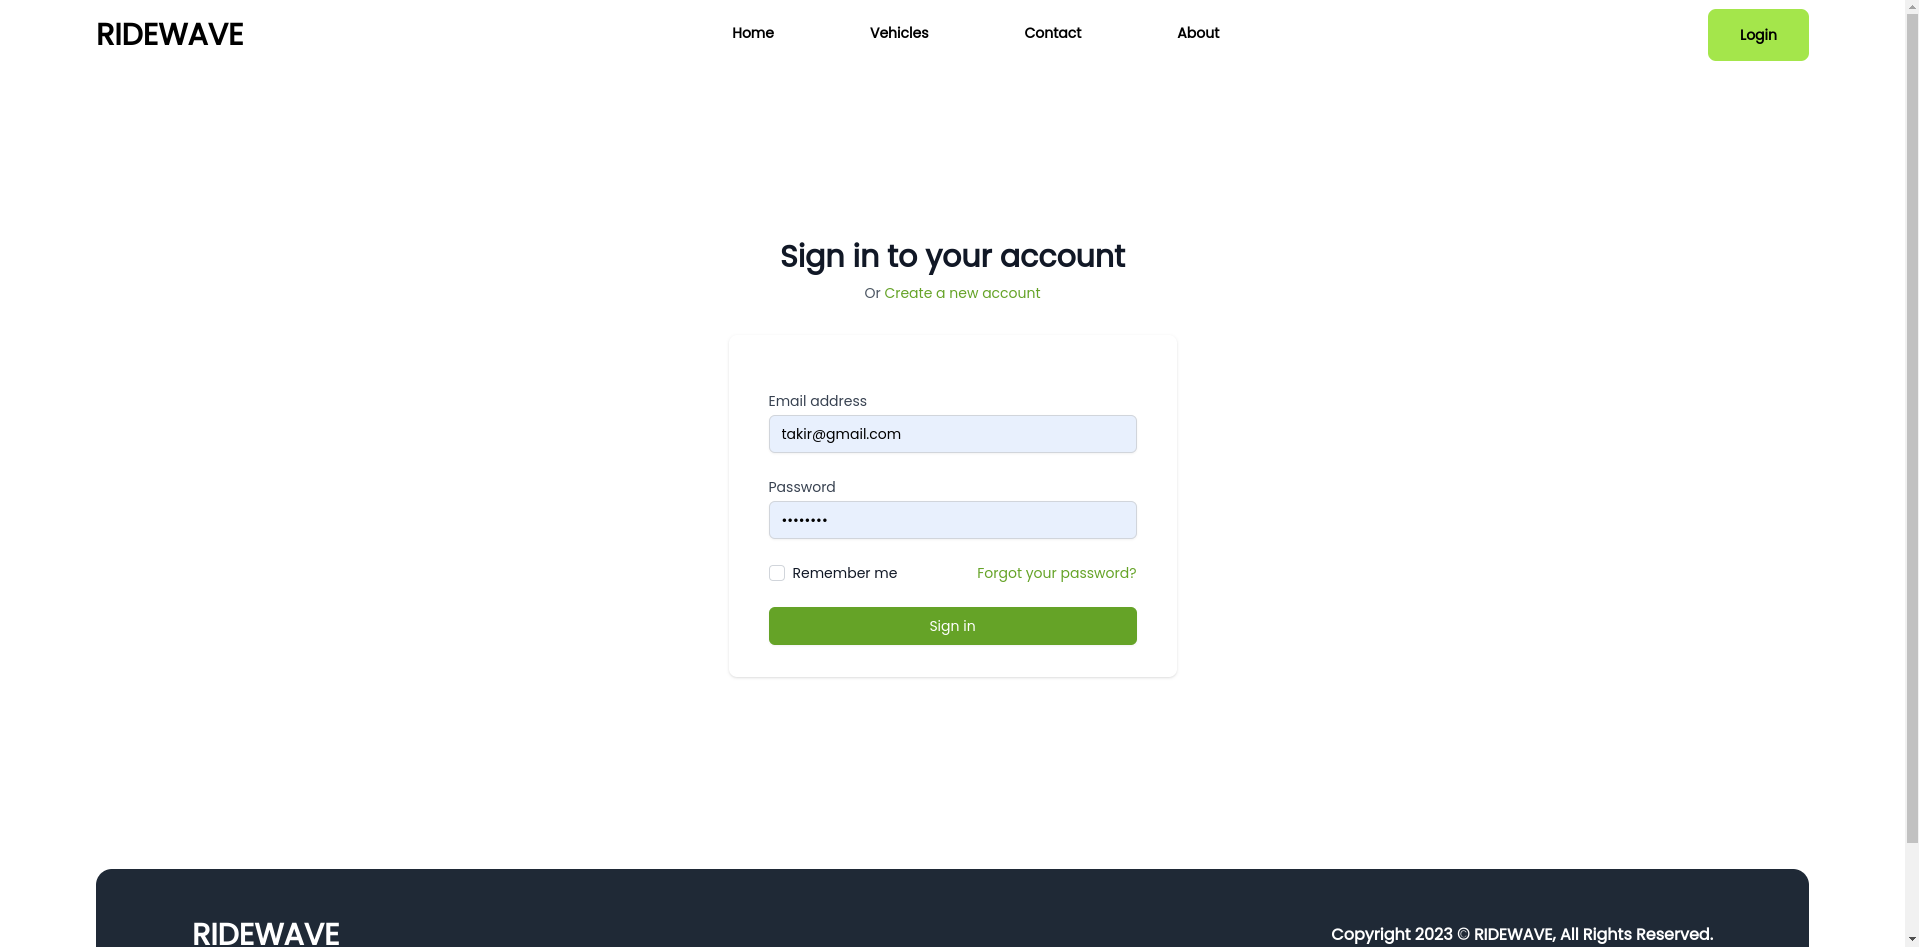 RIDEWAVE
Home Vehicles Contact About
Login
Sign in to your account
Or Create a new account
Email address
takir@gmail.com
Password
••••••••
Remember me Forgot your password?
Sign in
RIDEWAVE
Copyright 2023 © RIDEWAVE, All Rights Reserved.